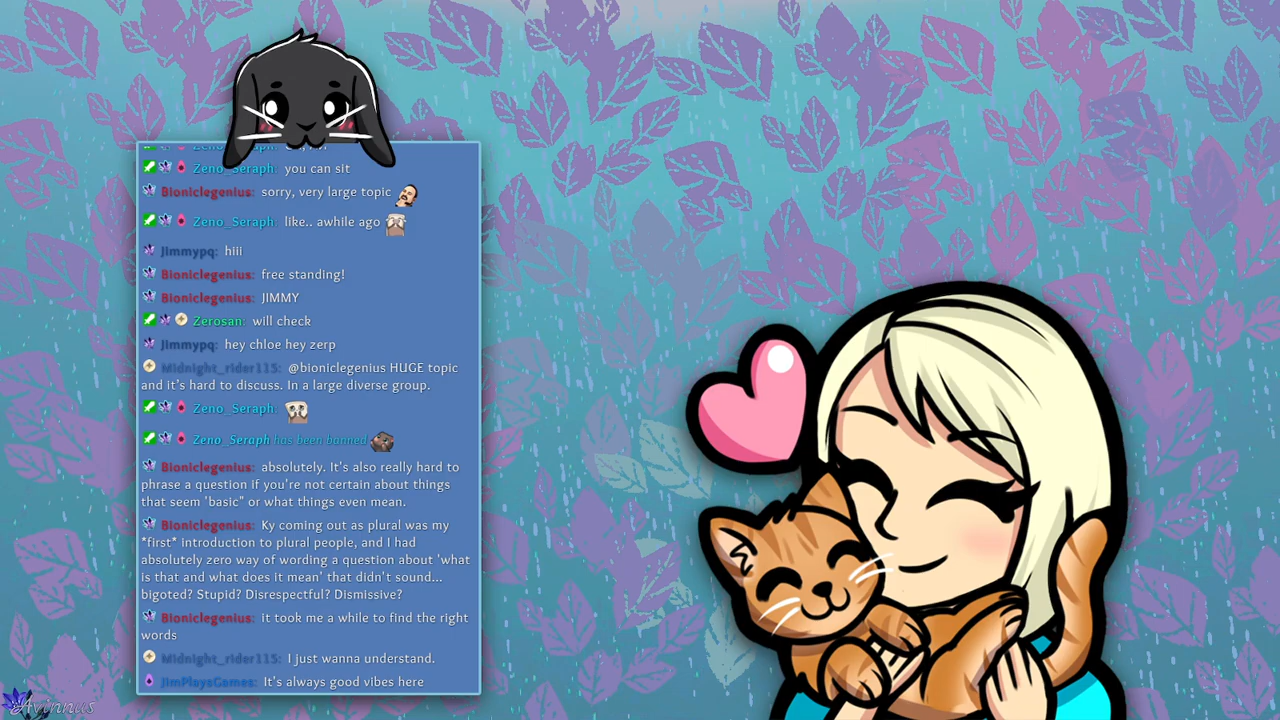 Zeno_Seraph:
Zeno_Seraph: you can sit
Bioniclegenius: sorry, very large topic
Zeno_Seraph: like.. awhile ago
Jimmypq: hiii
Bioniclegenius: free standing!
Bioniclegenius: JIMMY
Zerosan: will check
Jimmypq: hey chloe hey zerp
Midnight_rider115: @bioniclegenius HUGE topic
and it's hard to discuss. In a large diverse group.
Zeno_Seraph:
Zeno_Seraph has been banned
Bioniclegenius: absolutely. It's also really hard to
phrase a question if you're not certain about things
that seem 'basic" or what things even mean.
Bioniclegenius: Ky coming out as plural was my
*first* introduction to plural people, and I had
absolutely zero way of wording a question about 'what
is that and what does it mean' that didn't sound...
bigoted? Stupid? Disrespectful? Dismissive?
Bioniclegenius: it took me a while to find the right
words
Midnight_rider115: I just wanna understand.
JimPlaysGames: It's always good vibes here
Avinnus